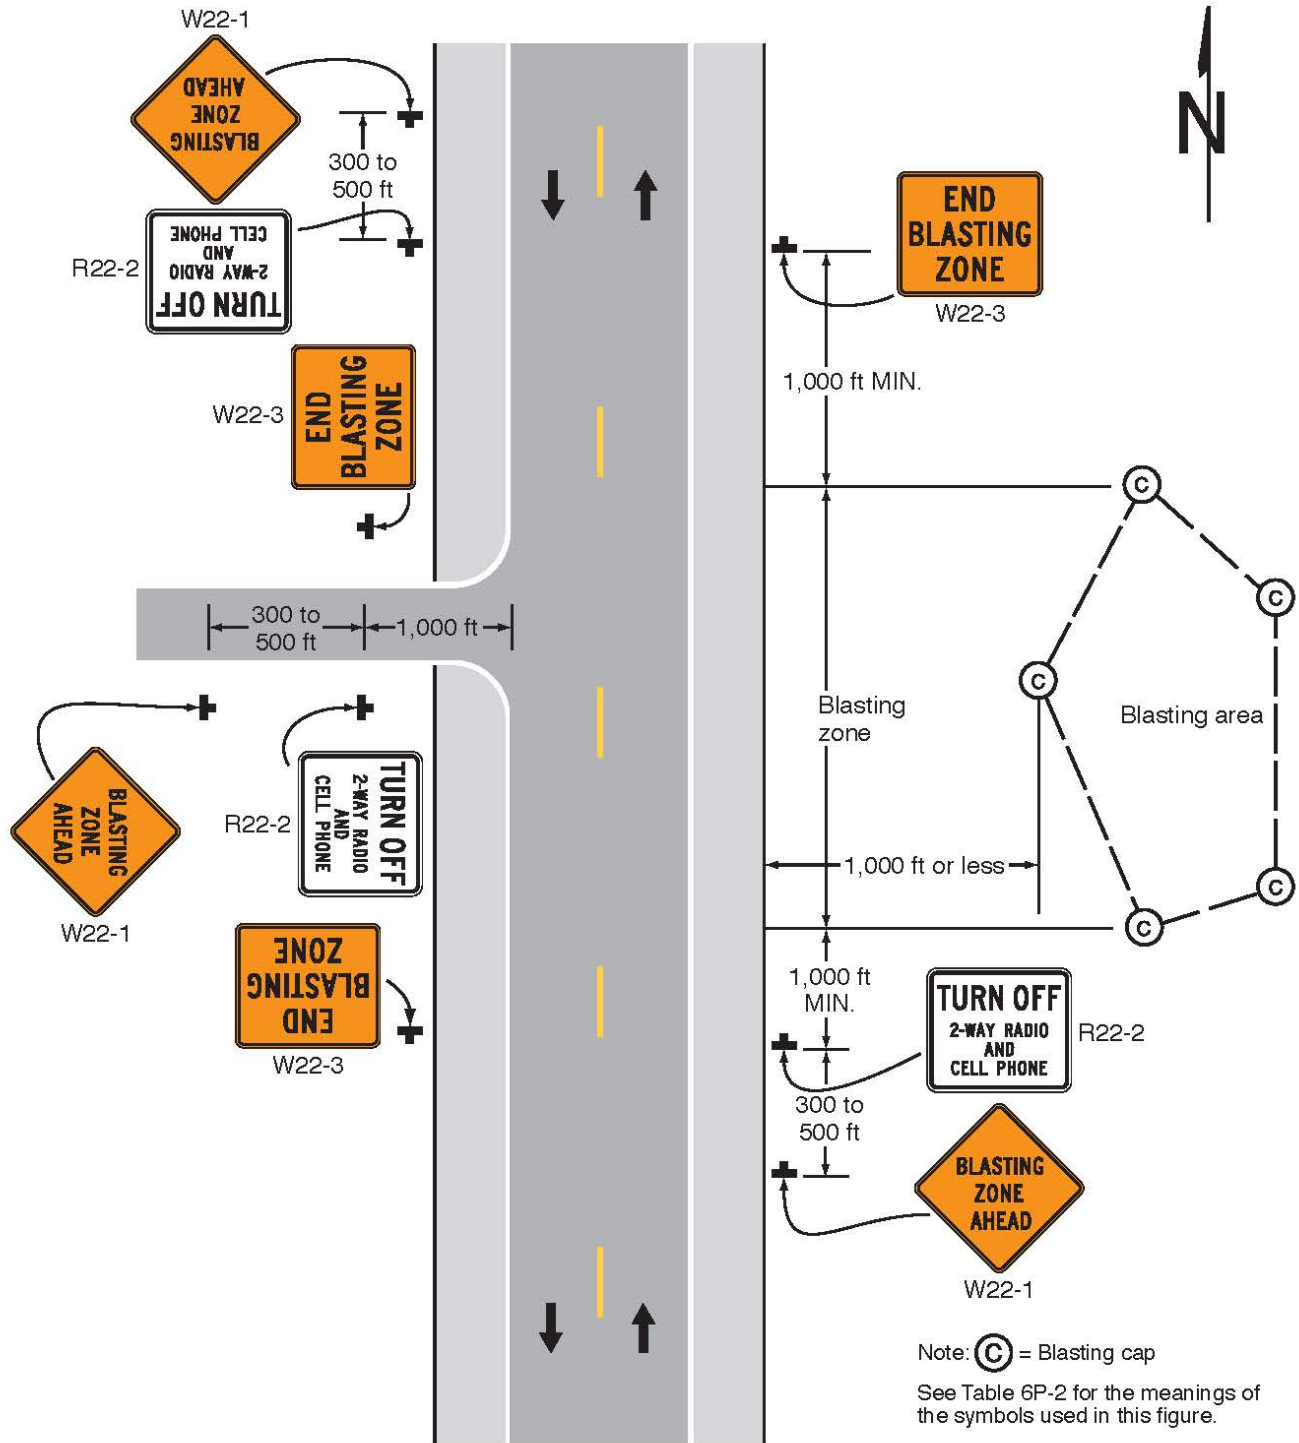 W22-1
BLASTING
ZONE
AHEAD
300 to
500 ft
R22-2
TURN OFF
2-WAY RADIO
AND
CELL PHONE
W22-3
END
BLASTING
ZONE
N
END
BLASTING
ZONE
W22-3
1,000 ft MIN.
300 to
500 ft
1,000 ft
C
C
C
C
C
Blasting
zone
Blasting area
1,000 ft or less
BLASTING
ZONE
AHEAD
W22-1
R22-2
TURN OFF
2-WAY RADIO
AND
CELL PHONE
END
BLASTING
ZONE
W22-3
1,000 ft
MIN.
TURN OFF
2-WAY RADIO
AND
CELL PHONE
R22-2
300 to
500 ft
BLASTING
ZONE
AHEAD
W22-1
Note: C = Blasting cap
See Table 6P-2 for the meanings of
the symbols used in this figure.